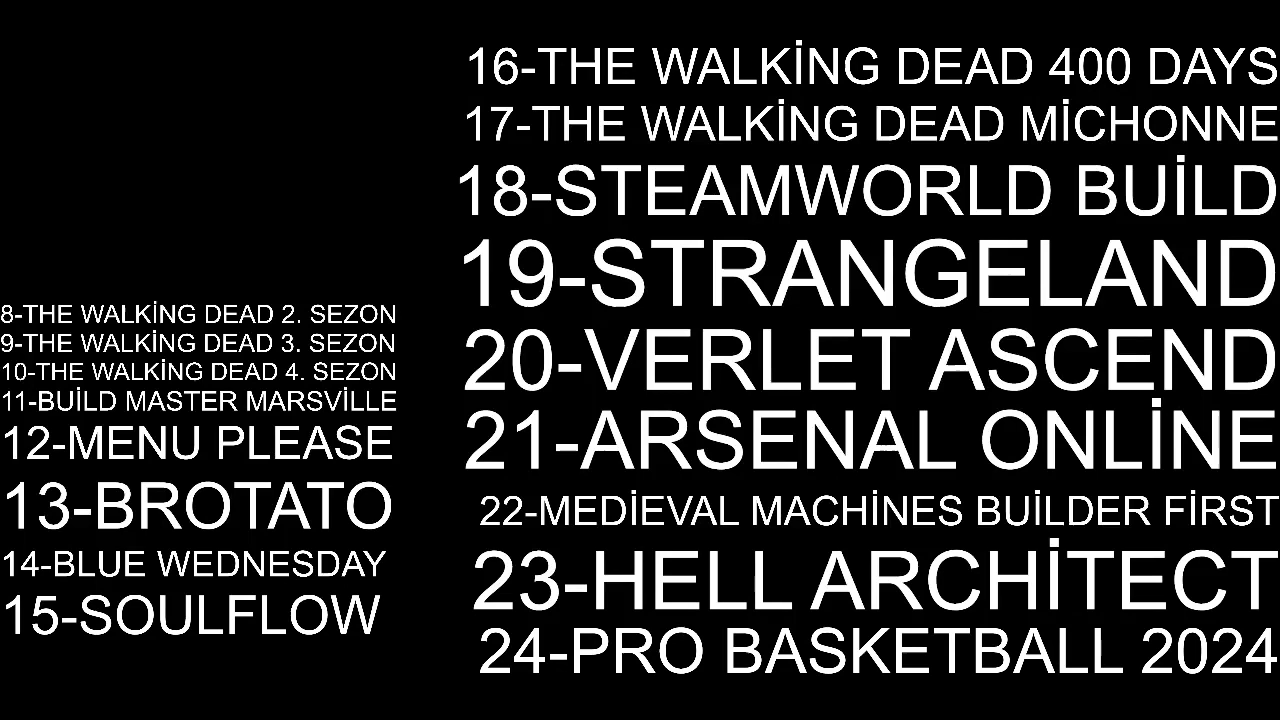 8-THE WALKİNG DEAD 2. SEZON
9-THE WALKİNG DEAD 3. SEZON
10-THE WALKİNG DEAD 4. SEZON
11-BUİLD MASTER MARSVİLLE
12-MENU PLEASE
13-BROTATO
14-BLUE WEDNESDAY
15-SOULFLOW
16-THE WALKİNG DEAD 400 DAYS
17-THE WALKİNG DEAD MİCHONNE
18-STEAMWORLD BUİLD
19-STRANGELAND
20-VERLET ASCEND
21-ARSENAL ONLİNE
22-MEDİEVAL MACHİNES BUİLDER FİRST
23-HELL ARCHİTECT
24-PRO BASKETBALL 2024